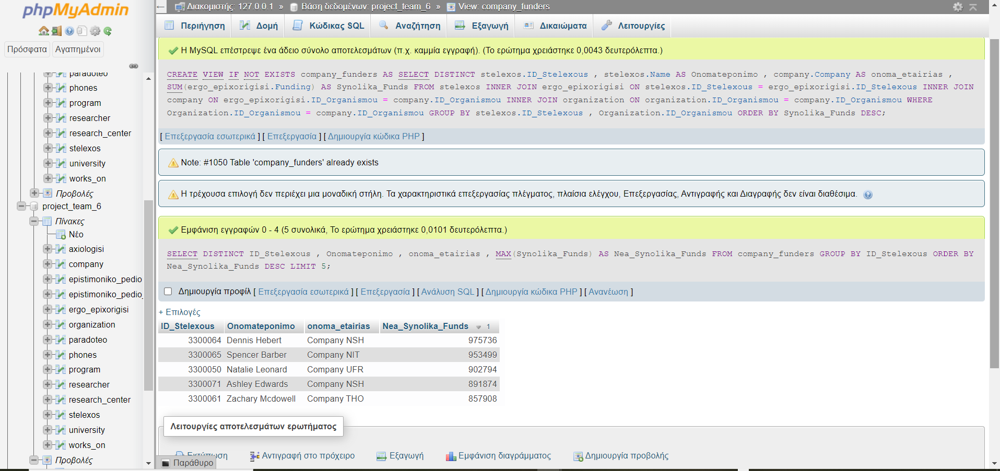 phpMyAdmin
Πρόσφατα Αγαπημένοι
paradoteo
phones
program
researcher
research_center
stelexos
university
works_on
Προβολές
project_team_6
Πίνακες
Νέο
axiologisi
company
epistimoniko_pedio
epistimoniko_pedio_
ergo_epixorigisi
organization
paradoteo
phones
program
researcher
research_center
stelexos
university
works_on
Προβολές
Διακομιστής: 127.0.0.1 » Βάση δεδομένων: project_team_6 » View: company_funders
Περιήγηση Δομή Κώδικας SQL Αναζήτηση Εξαγωγή Δικαιώματα Λειτουργίες
Η MySQL επέστρεψε ένα άδειο σύνολο αποτελεσμάτων (π.χ. καμμία εγγραφή). (Το ερώτημα χρειάστηκε 0,0043 δευτερόλεπτα.)
CREATE VIEW IF NOT EXISTS company_funders AS SELECT DISTINCT stelexos.ID_Stelexous , stelexos.Name AS Onomateponimo , company.Company AS onoma_etairias ,
SUM(ergo_epixorigisi.Funding) AS Synolika_Funds FROM stelexos INNER JOIN ergo_epixorigisi ON stelexos.ID_Stelexous = ergo_epixorigisi.ID_Stelexous INNER JOIN
company ON ergo_epixorigisi.ID_Organismou = company.ID_Organismou INNER JOIN organization ON organization.ID_Organismou = company.ID_Organismou WHERE
Organization.ID_Organismou = company.ID_Organismou GROUP BY stelexos.ID_Stelexous , Organization.ID_Organismou ORDER BY Synolika_Funds DESC;
[ Επεξεργασία εσωτερικά ] [ Επεξεργασία ] [ Δημιουργία κώδικα PHP ]
Note: #1050 Table 'company_funders' already exists
Η τρέχουσα επιλογή δεν περιέχει μια μοναδική στήλη. Τα χαρακτηριστικά επεξεργασίας πλέγματος, πλαίσια ελέγχου, Επεξεργασίας, Αντιγραφής και Διαγραφής δεν είναι διαθέσιμα.
Εμφάνιση εγγραφών 0 - 4 (5 συνολικά, Το ερώτημα χρειάστηκε 0,0101 δευτερόλεπτα.)
SELECT DISTINCT ID_Stelexous , Onomateponimo , onoma_etairias , MAX(Synolika_Funds) AS Nea_Synolika_Funds FROM company_funders GROUP BY ID_Stelexous ORDER BY
Nea_Synolika_Funds DESC LIMIT 5;
Δημιουργία προφίλ [ Επεξεργασία εσωτερικά ] [ Επεξεργασία ] [ Ανάλυση SQL ] [ Δημιουργία κώδικα PHP ] [ Ανανέωση ]
+ Επιλογές
ID_Stelexous Onomateponimo onoma_etairias Nea_Synolika_Funds 1
3300064 Dennis Hebert Company NSH 975736
3300065 Spencer Barber Company NIT 953499
3300050 Natalie Leonard Company UFR 902794
3300071 Ashley Edwards Company NSH 891874
3300061 Zachary Mcdowell Company THO 857908
Λειτουργίες αποτελεσμάτων ερωτήματος
Εκτύπωση Αντιγραφή στο πρόχειρο Εξαγωγή Εμφάνιση διαγράμματος Δημιουργία προβολής
Παράθυρο